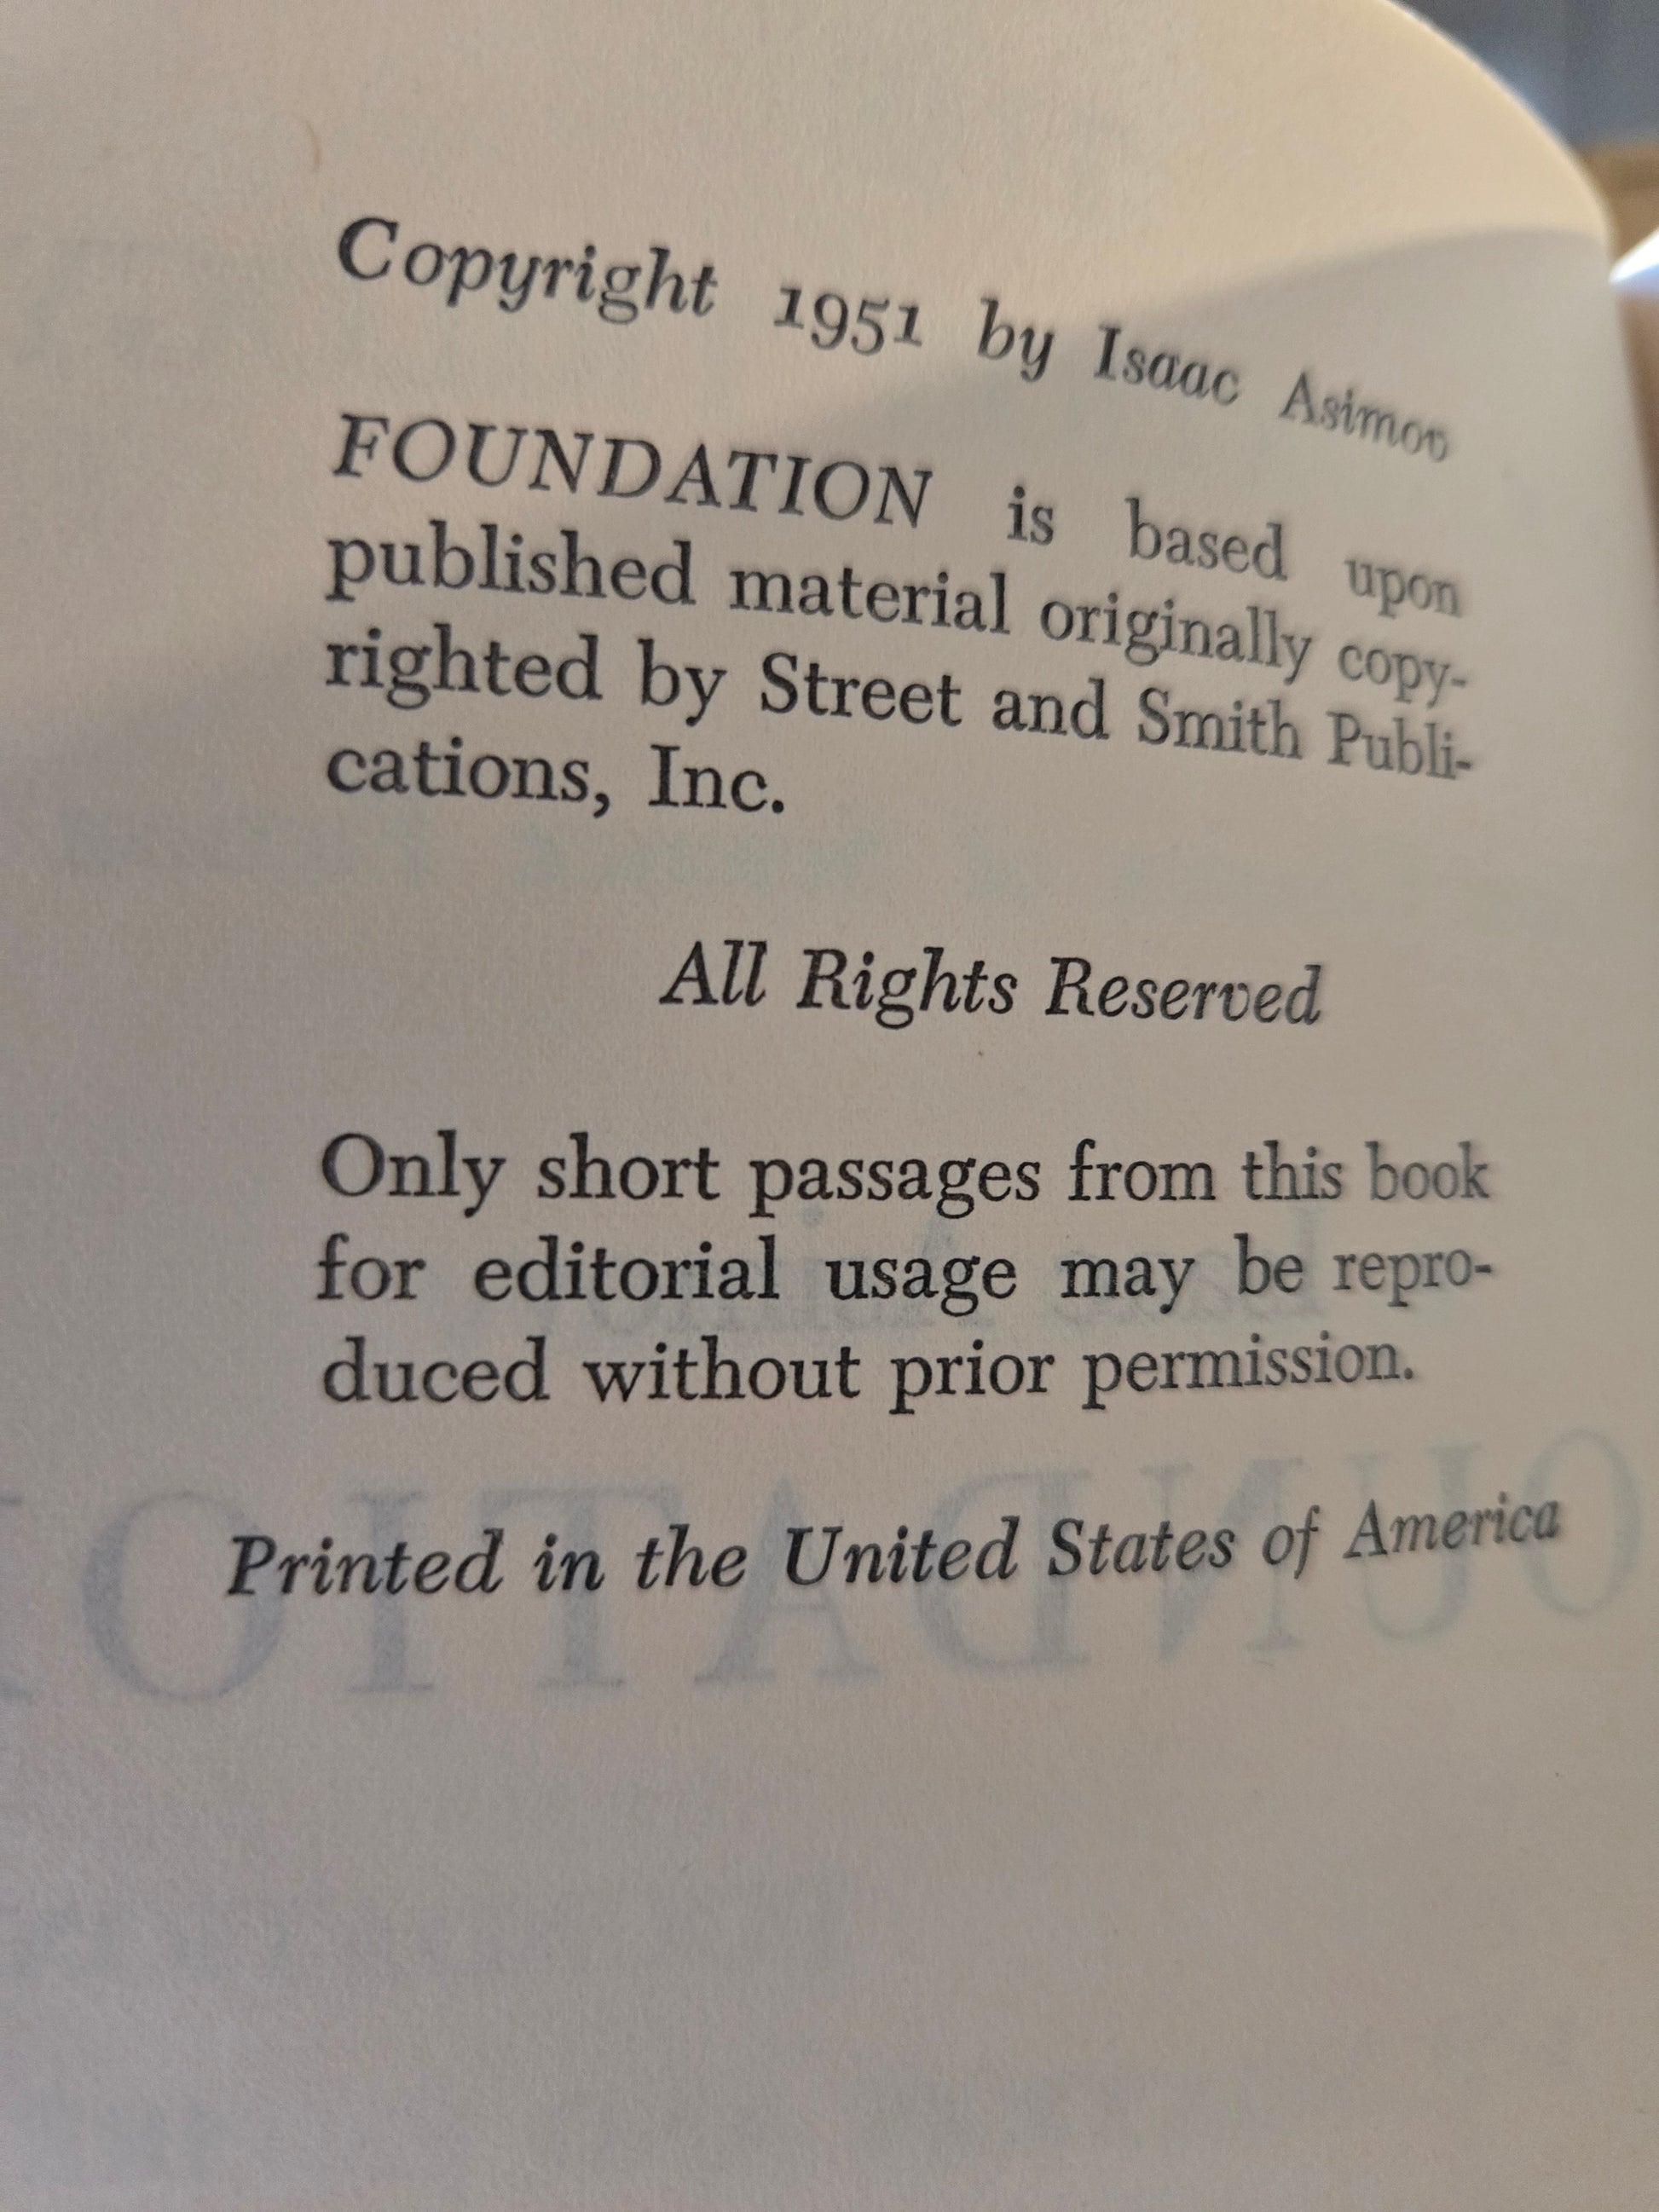 Copyright 1951 by Isaac Asimov
FOUNDATION is based upon
published material originally copy-
righted by Street and Smith Publi-
cations, Inc.
All Rights Reserved
Only short passages from this book
for editorial usage may be repro-
duced without prior permission.
Printed in the United States of America